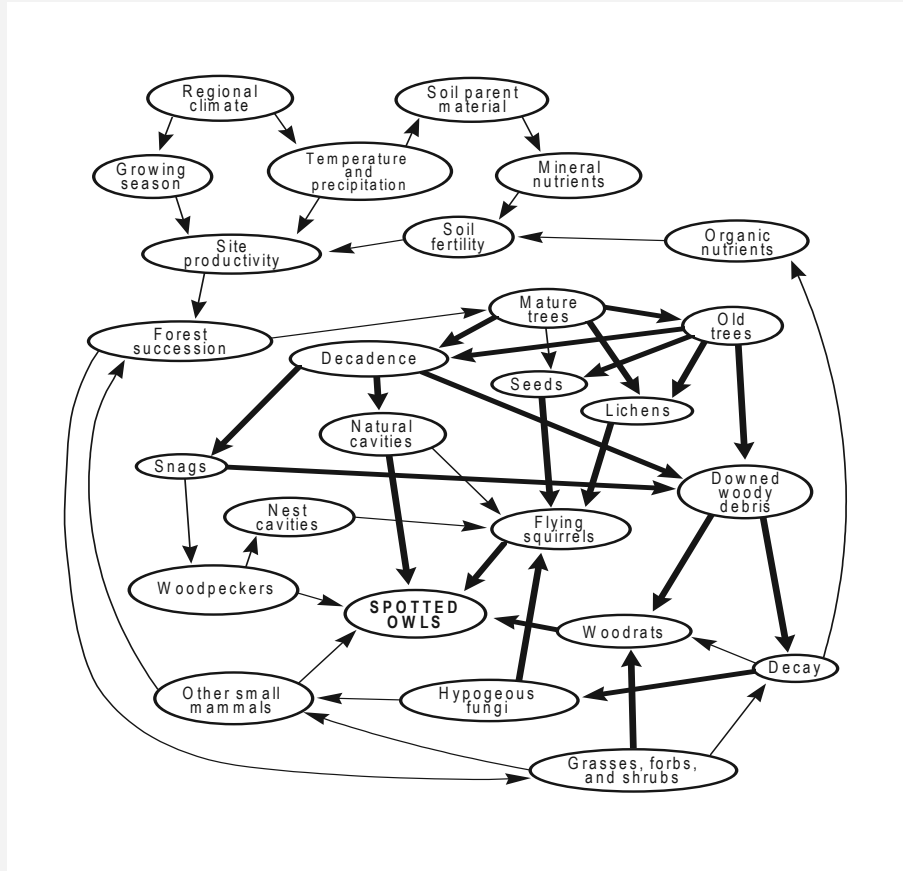 Regional
climate
Soil parent
material
Temperature
and
precipitation
Growing
season
Mineral
nutrients
Soil
fertility
Organic
nutrients
Site
productivity
Mature
trees
Old
trees
Forest
succession
Decadence
Seeds
Lichens
Natural
cavities
Snags
Downed
woody
debris
Nest
cavities
Flying
squirrels
Woodpeckers
SPOTTED
OWLS
Woodrats
Decay
Other small
mammals
Hypogeous
fungi
Grasses, forbs,
and shrubs